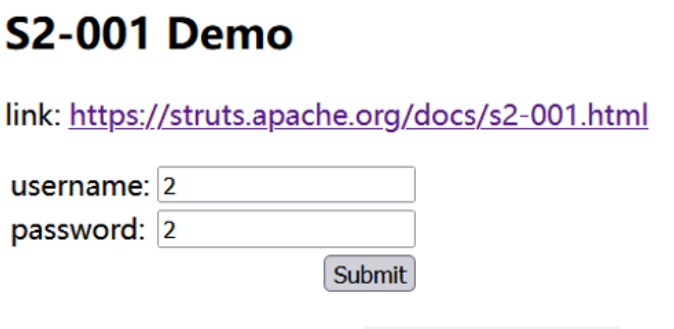 S2-001 Demo
link: https://struts.apache.org/docs/s2-001.html
username: 2
password: 2
Submit